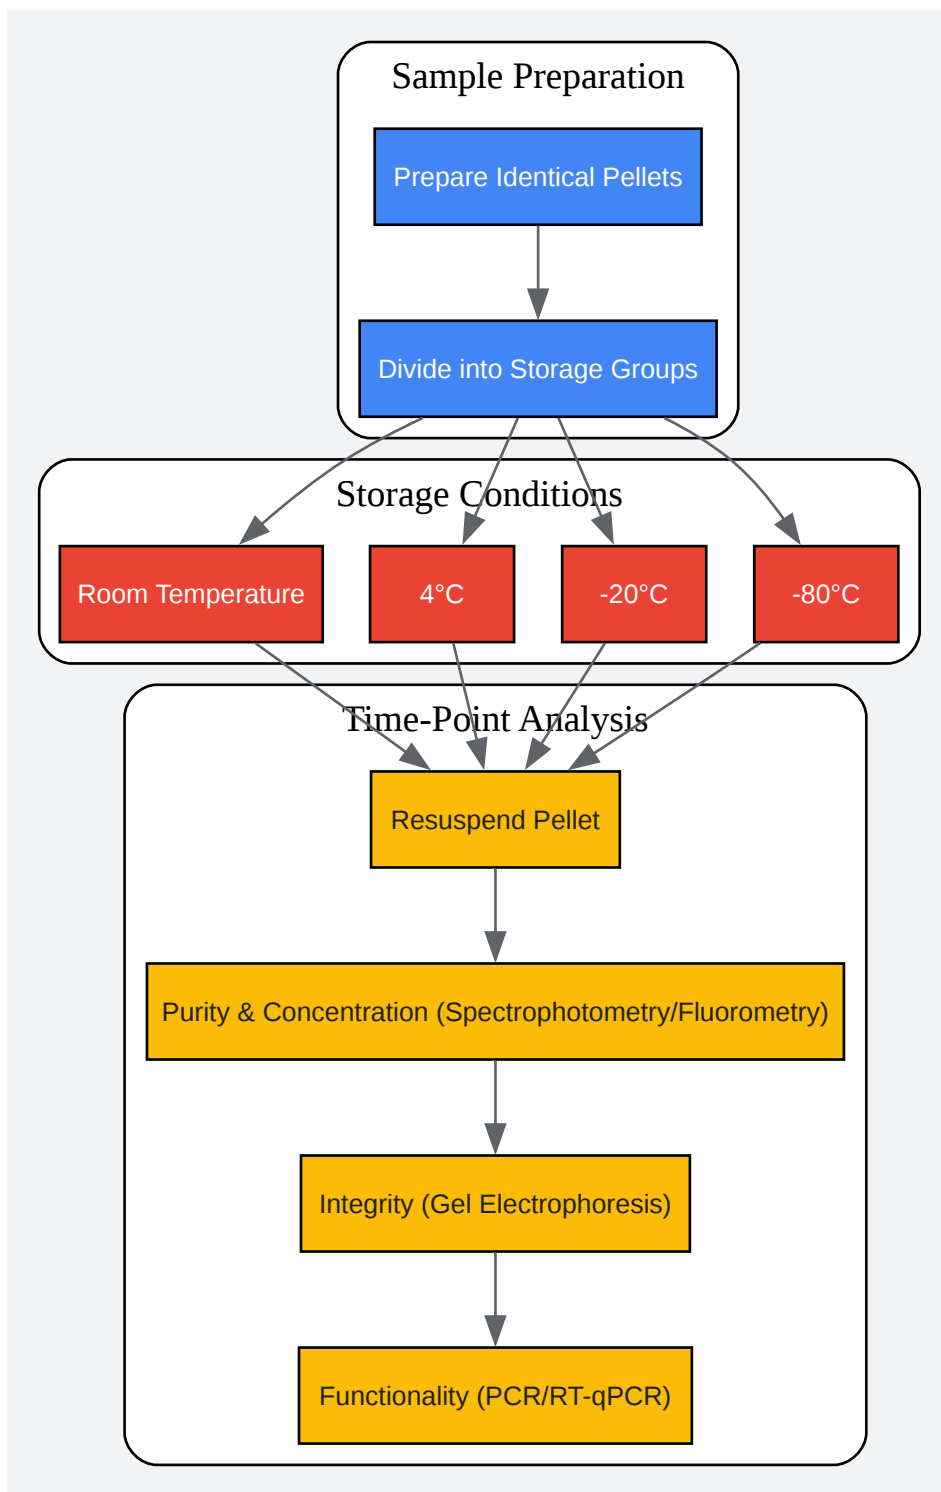 Sample Preparation
Prepare Identical Pellets
Divide into Storage Groups
Storage Conditions
Room Temperature
4°C
-20°C
-80°C
Time-Point Analysis
Resuspend Pellet
Purity & Concentration (Spectrophotometry/Fluorometry)
Integrity (Gel Electrophoresis)
Functionality (PCR/RT-qPCR)